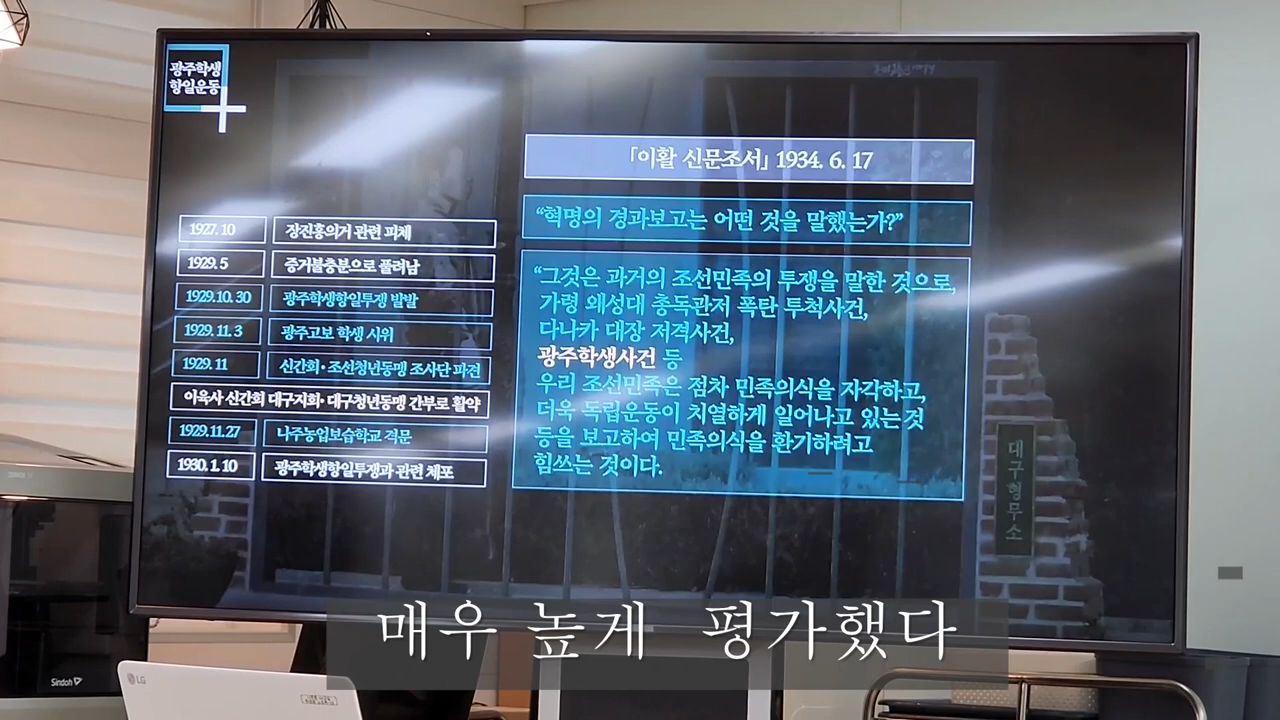 광주학생
항일운동
「이활 신문조서」 1934. 6. 17
“혁명의 경과보고는 어떤 것을 말했는가?”
“그것은 과거의 조선민족의 투쟁을 말한 것으로,
가령 왜성대 총독관저 폭탄 투척사건,
다나카 대장 저격사건,
광주학생사건 등
우리 조선민족은 점차 민족의식을 자각하고,
더욱 독립운동이 치열하게 일어나고 있는것
등을 보고하여 민족의식을 환기하려고
힘쓰는 것이다.
1927. 10 장진홍의거 관련 피체
1929. 5 증거불충분으로 풀려남
1929. 10. 30 광주학생항일투쟁 발발
1929. 11. 3 광주고보 학생 시위
1929. 11 신간회·조선청년동맹 조사단 파견
이육사 신간회 대구지회·대구청년동맹 간부로 활약
1929.11.27 나주농업보습학교 격문
1930. 1. 10 광주학생항일투쟁과 관련 체포
대구형무소
매우 높게 평가했다
Sindoh
LG